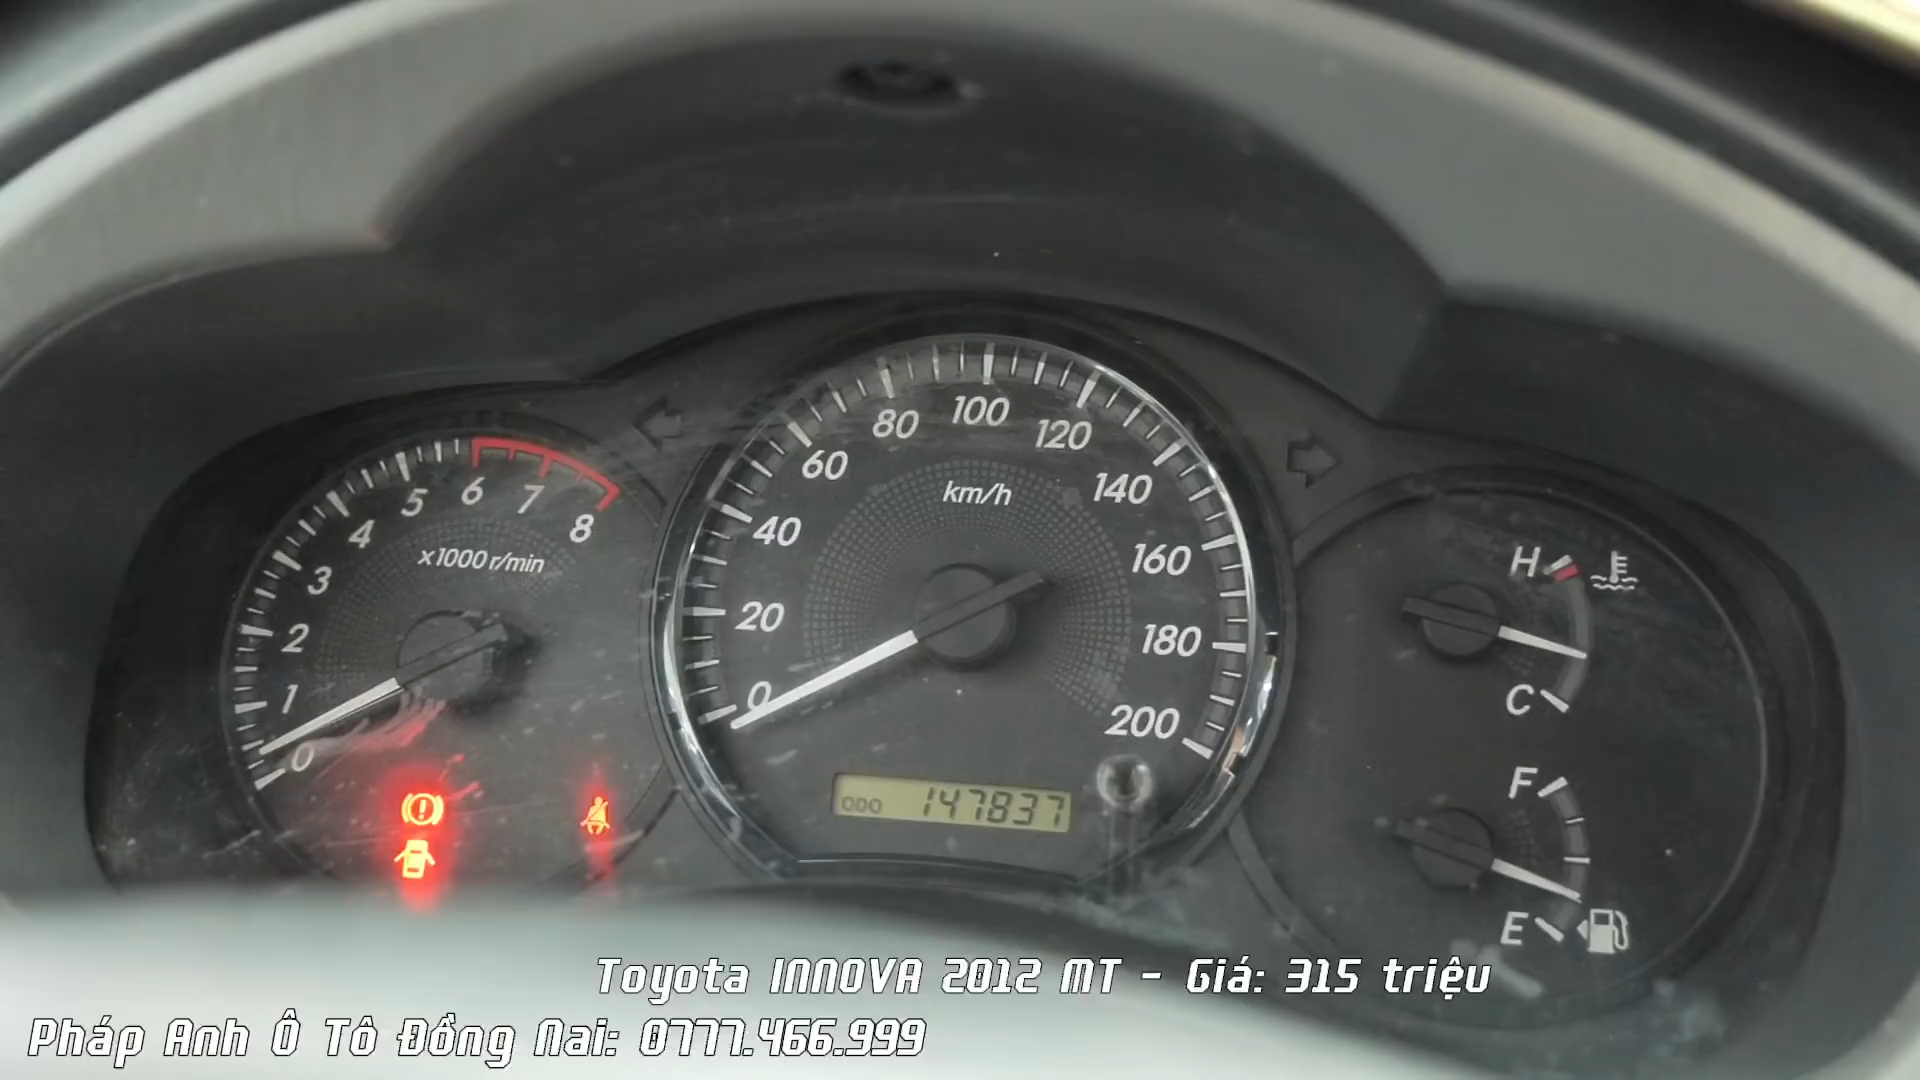 80 100 120
60 140
40 160
20 180
0 200
km/h
5 6 7
4 8
3
2
1
0
x1000 r/min
H
C
F
E
ODO 147837
Toyota INNOVA 2012 MT - Giá: 315 triệu
Pháp Anh Ô Tô Đồng Nai: 0777.466.999